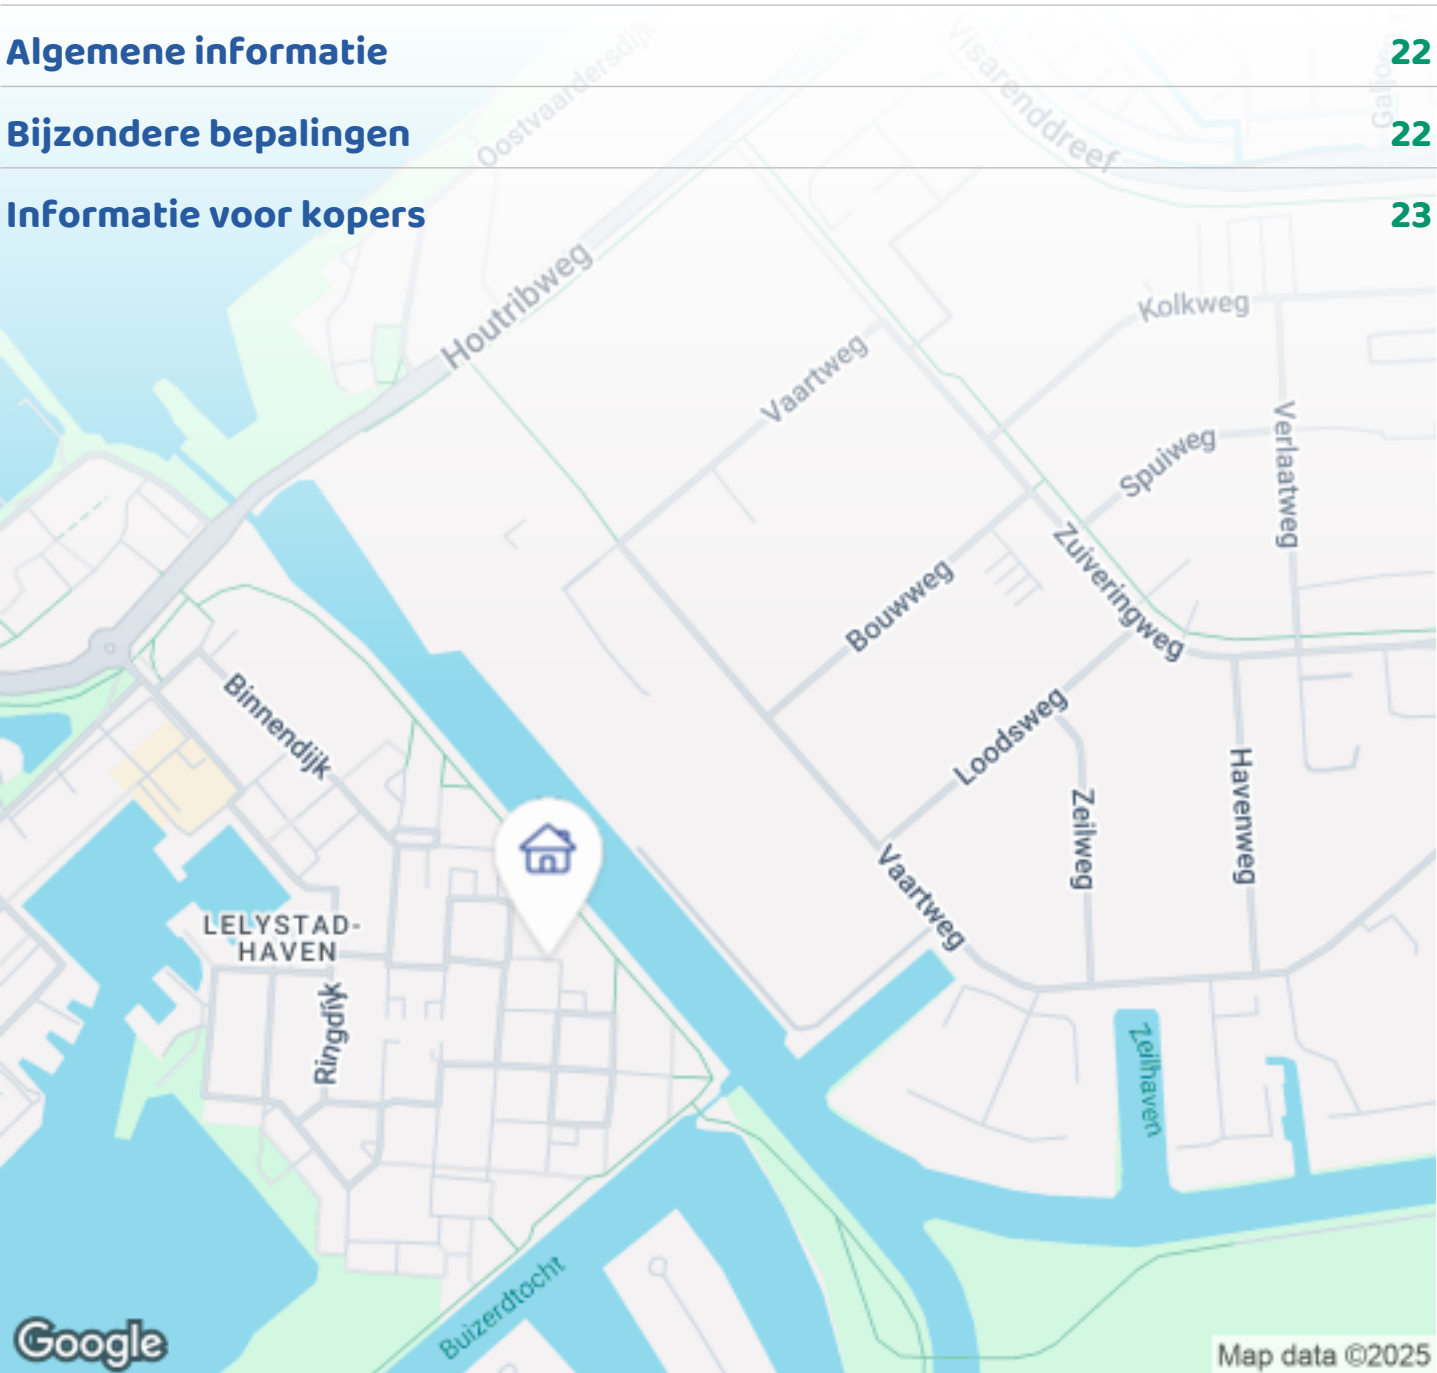 Algemene informatie 22
Bijzondere bepalingen 22
Informatie voor kopers 23
Oostvaardersdijk
Visarenddreef
Houtribweg
Kolkweg
Vaartweg
Verlaatweg
Spuiweg
Zuiveringweg
Bouwweg
Binnendijk
Loodsweg
Havenweg
Zeilweg
Vaartweg
LELYSTAD-
HAVEN
Ringdijk
Zeilhaven
Buizerdtocht
Google
Map data ©2025